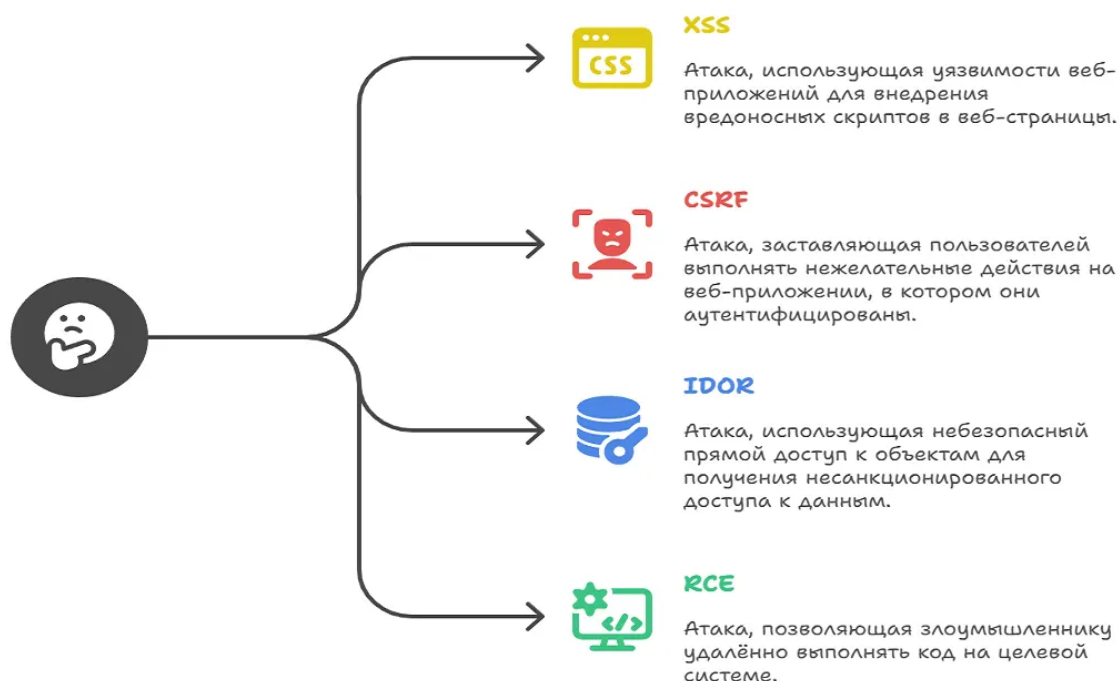 XSS
CSS
Атака, использующая уязвимости веб-
приложений для внедрения
вредоносных скриптов в веб-страницы.
CSRF
Атака, заставляющая пользователей
выполнять нежелательные действия на
веб-приложении, в котором они
аутентифицированы.
IDOR
Атака, использующая небезопасный
прямой доступ к объектам для
получения несанкционированного
доступа к данным.
RCE
</>
Атака, позволяющая злоумышленнику
удалённо выполнять код на целевой
системе.